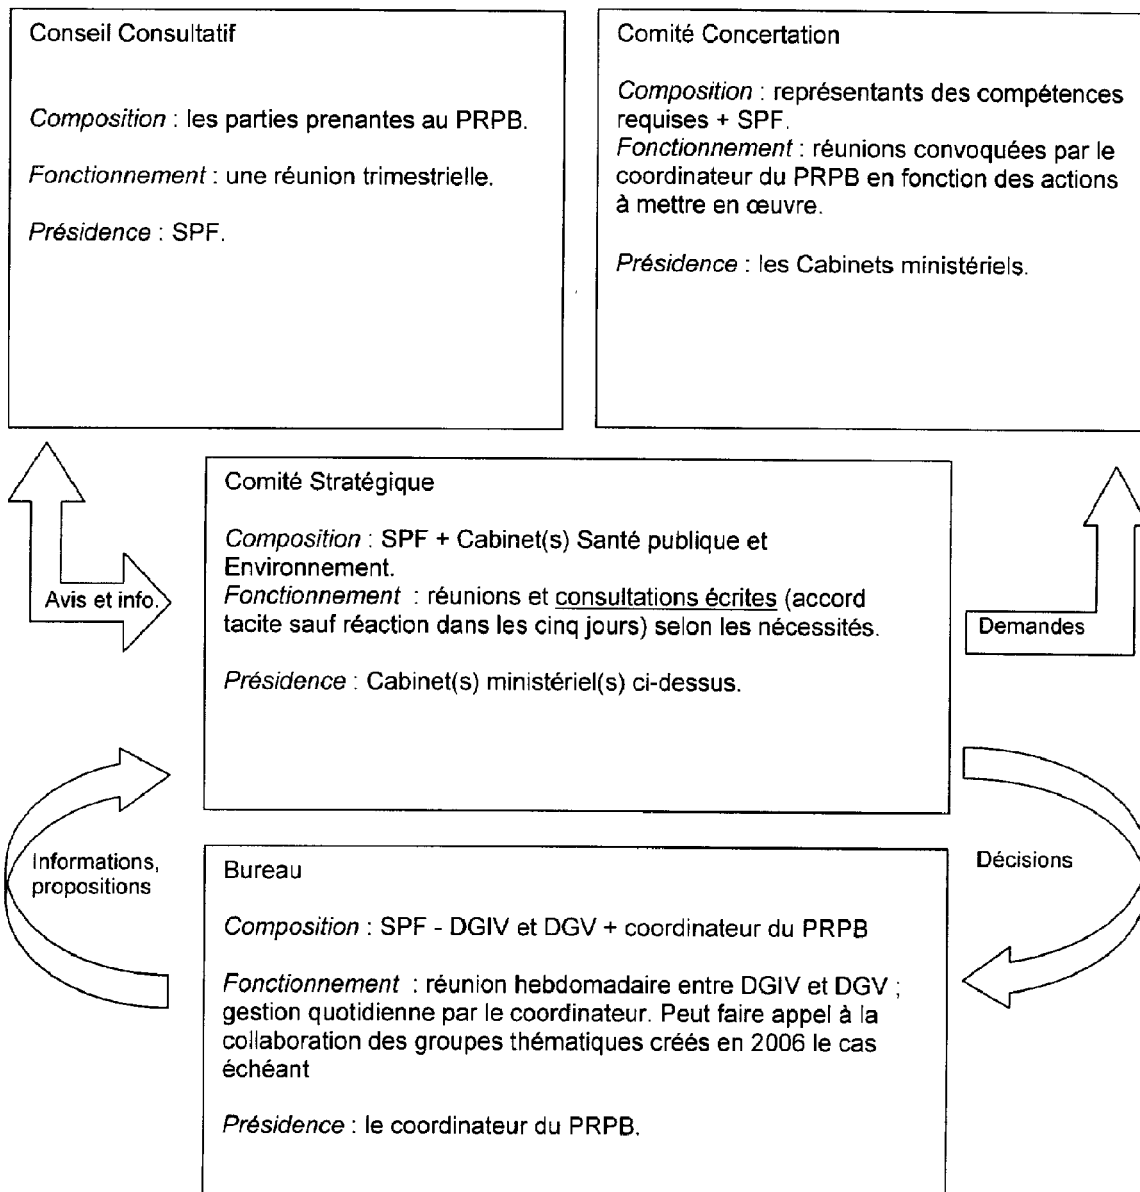 Conseil Consultatif
Composition : les parties prenantes au PRPB.
Fonctionnement : une réunion trimestrielle.
Présidence : SPF.
Comité Concertation
Composition : représentants des compétences
requises + SPF.
Fonctionnement : réunions convoquées par le
coordinateur du PRPB en fonction des actions
à mettre en œuvre.
Présidence : les Cabinets ministériels.
Avis et info.
Comité Stratégique
Composition : SPF + Cabinet(s) Santé publique et
Environnement.
Fonctionnement : réunions et consultations écrites (accord
tacite sauf réaction dans les cinq jours) selon les nécessités.
Présidence : Cabinet(s) ministériel(s) ci-dessus.
Demandes
Informations,
propositions
Bureau
Composition : SPF - DGIV et DGV + coordinateur du PRPB
Fonctionnement : réunion hebdomadaire entre DGIV et DGV ;
gestion quotidienne par le coordinateur. Peut faire appel à la
collaboration des groupes thématiques créés en 2006 le cas
échéant
Présidence : le coordinateur du PRPB.
Décisions